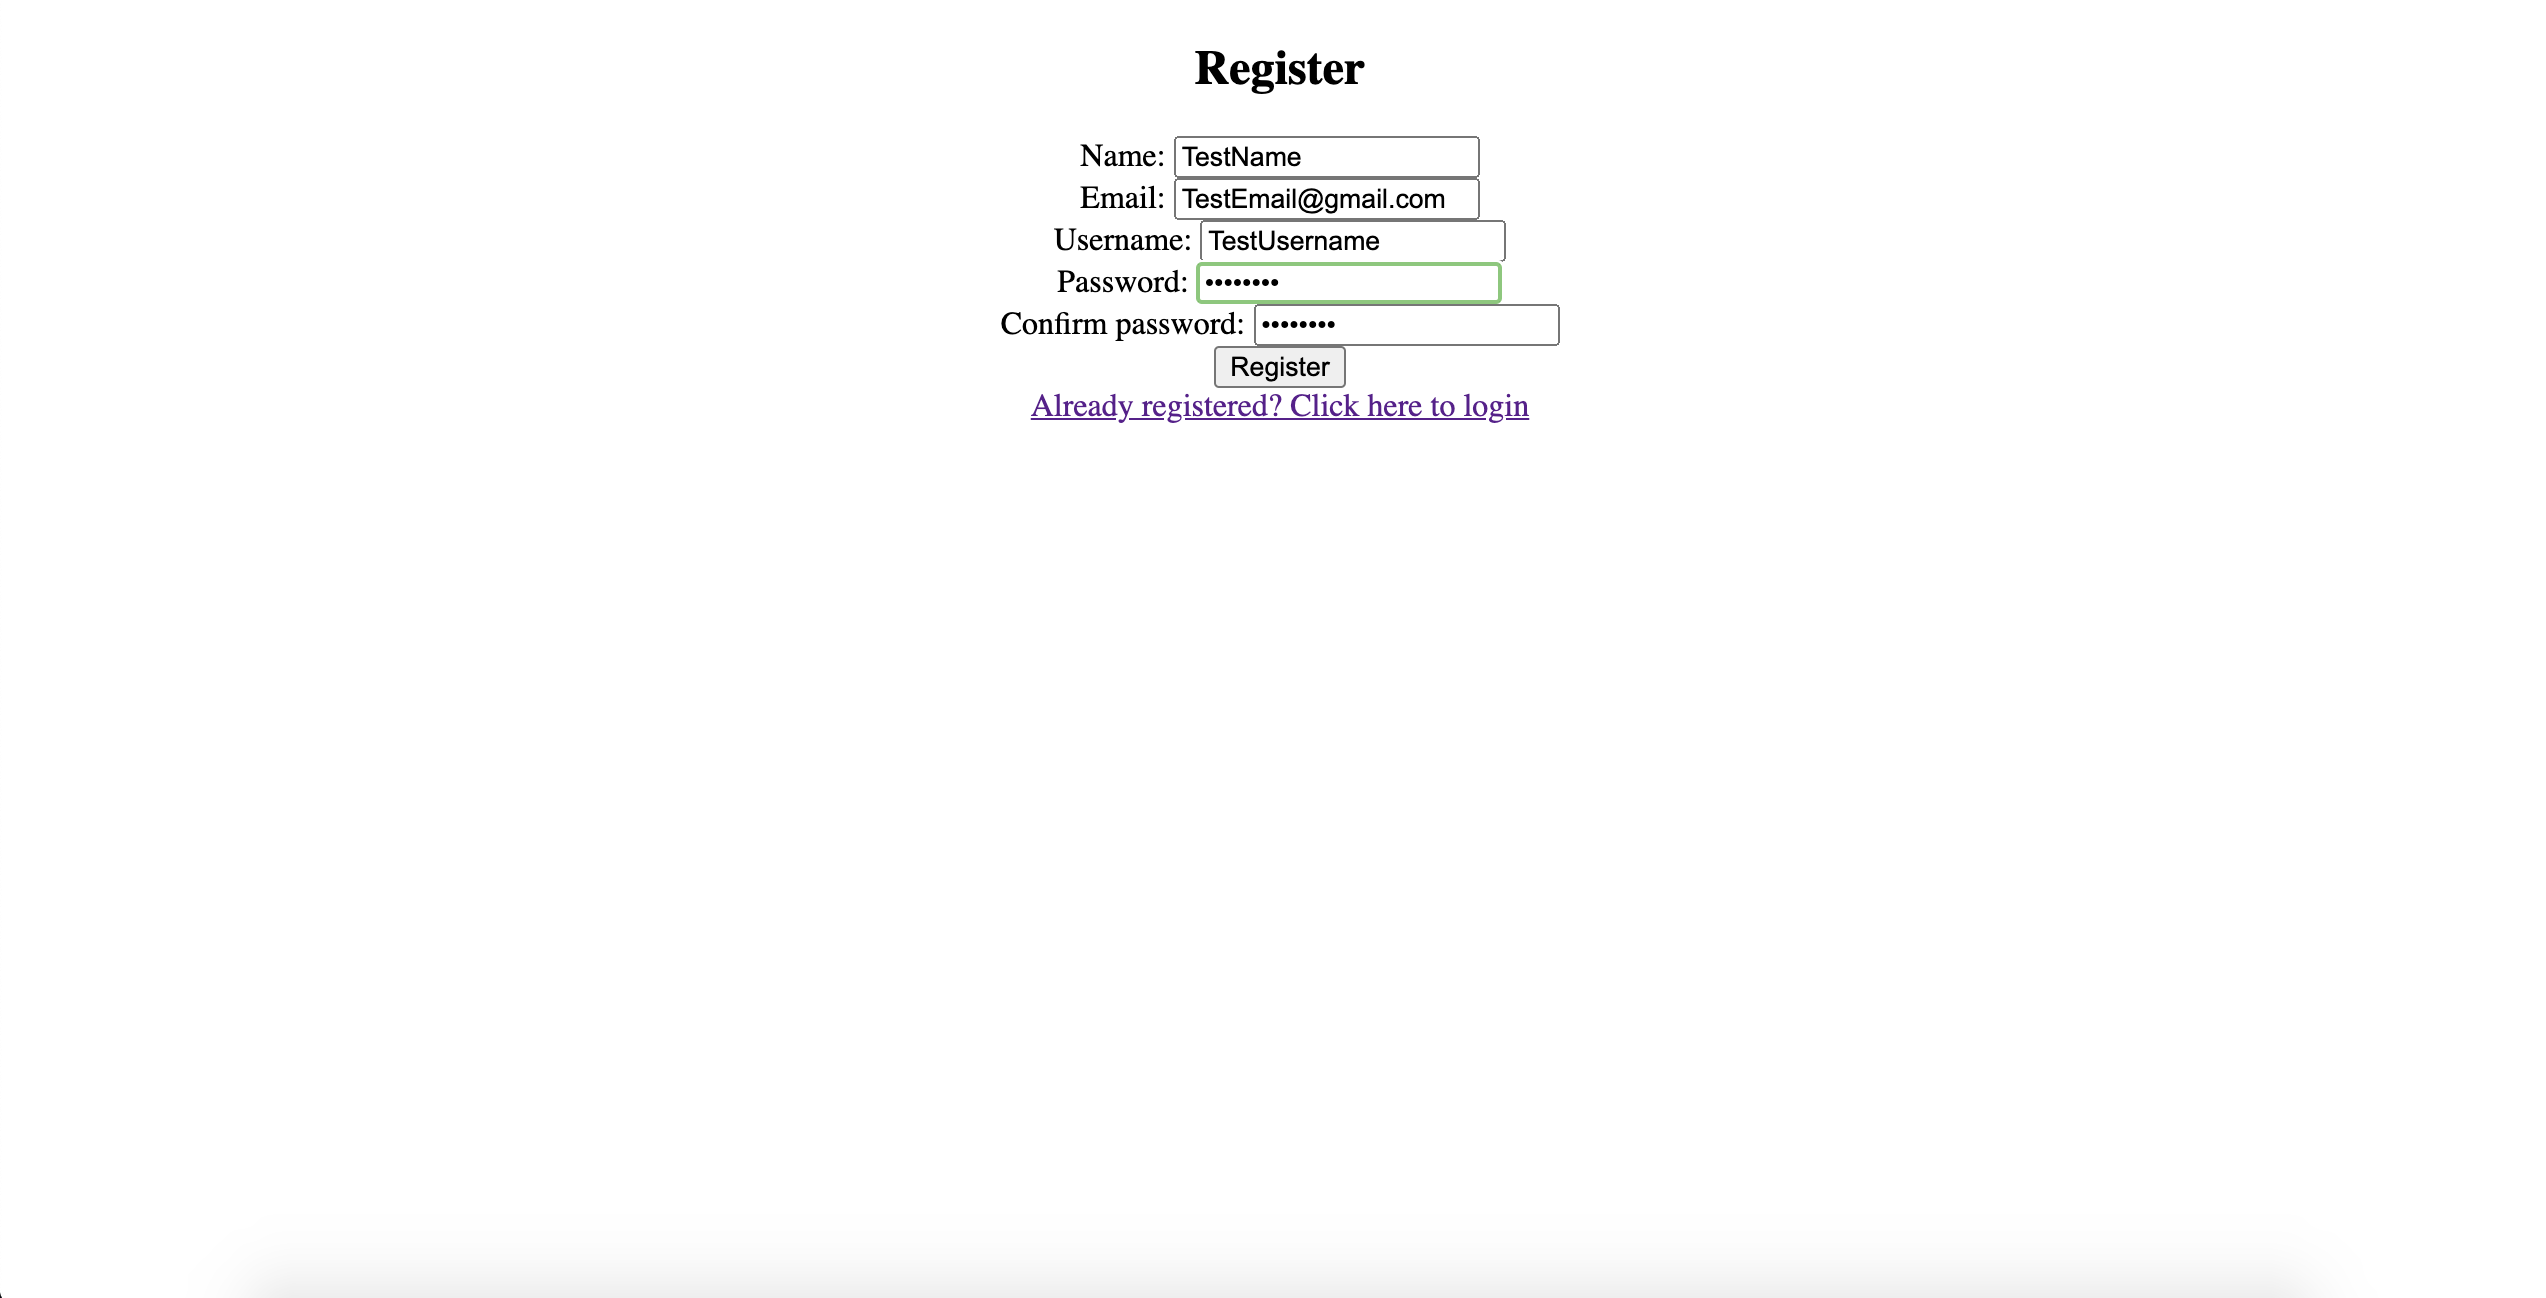 Register
Name: TestName
Email: TestEmail@gmail.com
Username: TestUsername
Password: ••••••••
Confirm password: ••••••••
Register
Already registered? Click here to login